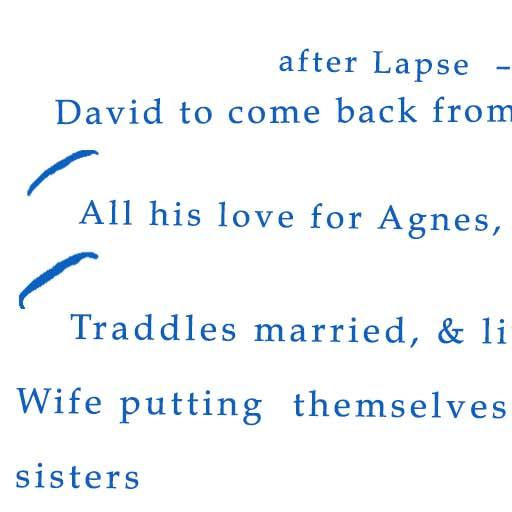 after Lapse –
David to come back from
All his love for Agnes,
Traddles married, & li
Wife putting themselves
sisters